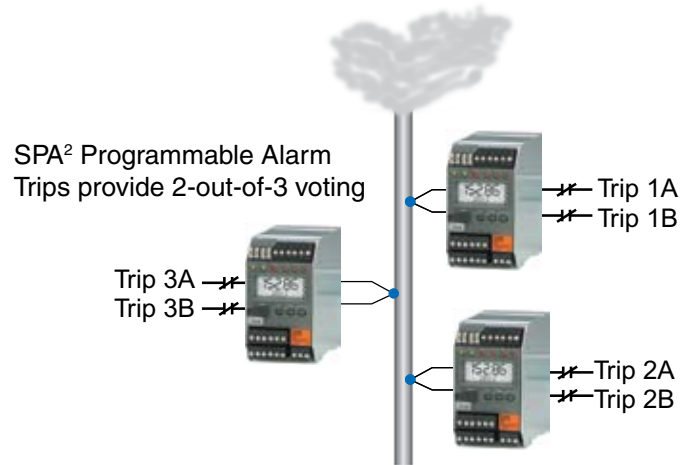 SPA² Programmable Alarm
Trips provide 2-out-of-3 voting
Trip 1A
Trip 1B
Trip 3A
Trip 3B
Trip 2A
Trip 2B